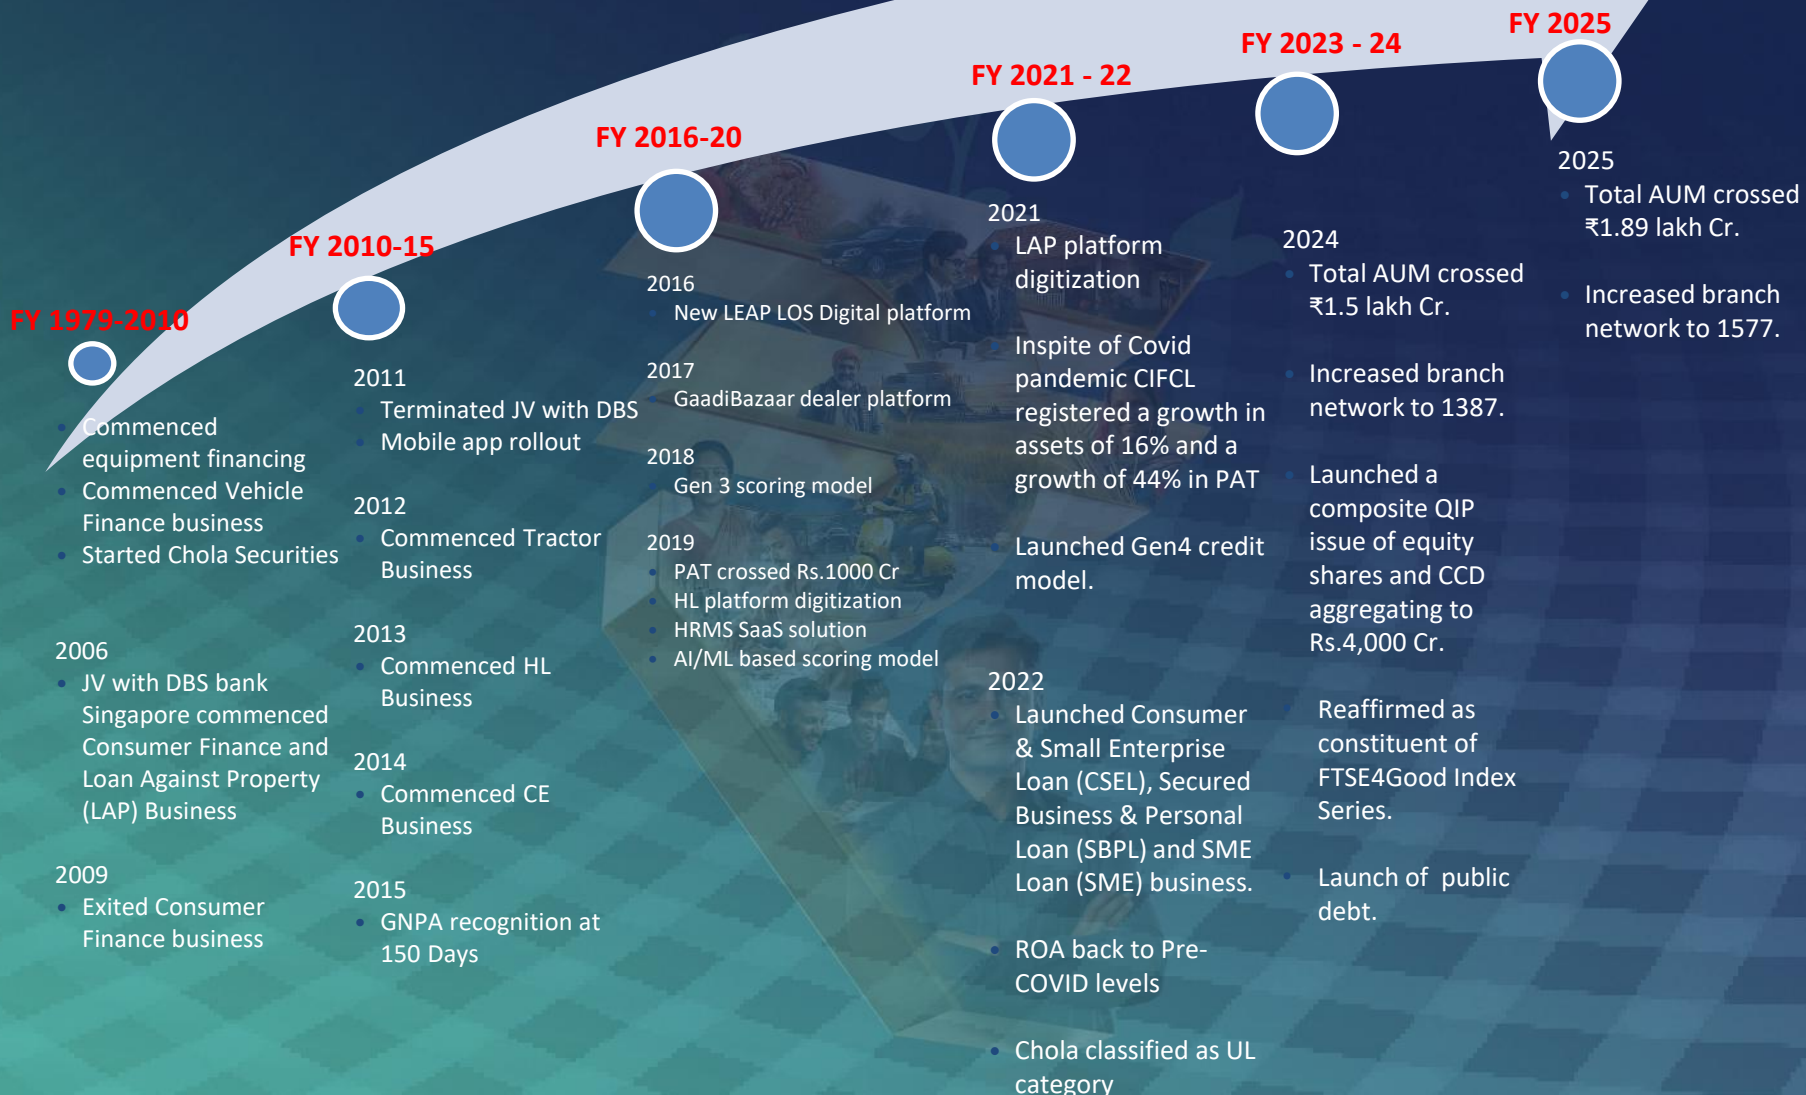 FY 1979-2010
Commenced
equipment financing
Commenced Vehicle
Finance business
Started Chola Securities
2006
JV with DBS bank
Singapore commenced
Consumer Finance and
Loan Against Property
(LAP) Business
2009
Exited Consumer
Finance business
FY 2010-15
2011
Terminated JV with DBS
Mobile app rollout
2012
Commenced Tractor
Business
2013
Commenced HL
Business
2014
Commenced CE
Business
2015
GNPA recognition at
150 Days
FY 2016-20
2016
New LEAP LOS Digital platform
2017
GaadiBazaar dealer platform
2018
Gen 3 scoring model
2019
PAT crossed Rs.1000 Cr
HL platform digitization
HRMS SaaS solution
AI/ML based scoring model
FY 2021 - 22
2021
LAP platform
digitization
Inspite of Covid
pandemic CIFCL
registered a growth in
assets of 16% and a
growth of 44% in PAT
Launched Gen4 credit
model.
2022
Launched Consumer
& Small Enterprise
Loan (CSEL), Secured
Business & Personal
Loan (SBPL) and SME
Loan (SME) business.
ROA back to Pre-
COVID levels
Chola classified as UL
category
FY 2023 - 24
2024
Total AUM crossed
₹1.5 lakh Cr.
Increased branch
network to 1387.
Launched a
composite QIP
issue of equity
shares and CCD
aggregating to
Rs.4,000 Cr.
Reaffirmed as
constituent of
FTSE4Good Index
Series.
Launch of public
debt.
FY 2025
2025
Total AUM crossed
₹1.89 lakh Cr.
Increased branch
network to 1577.